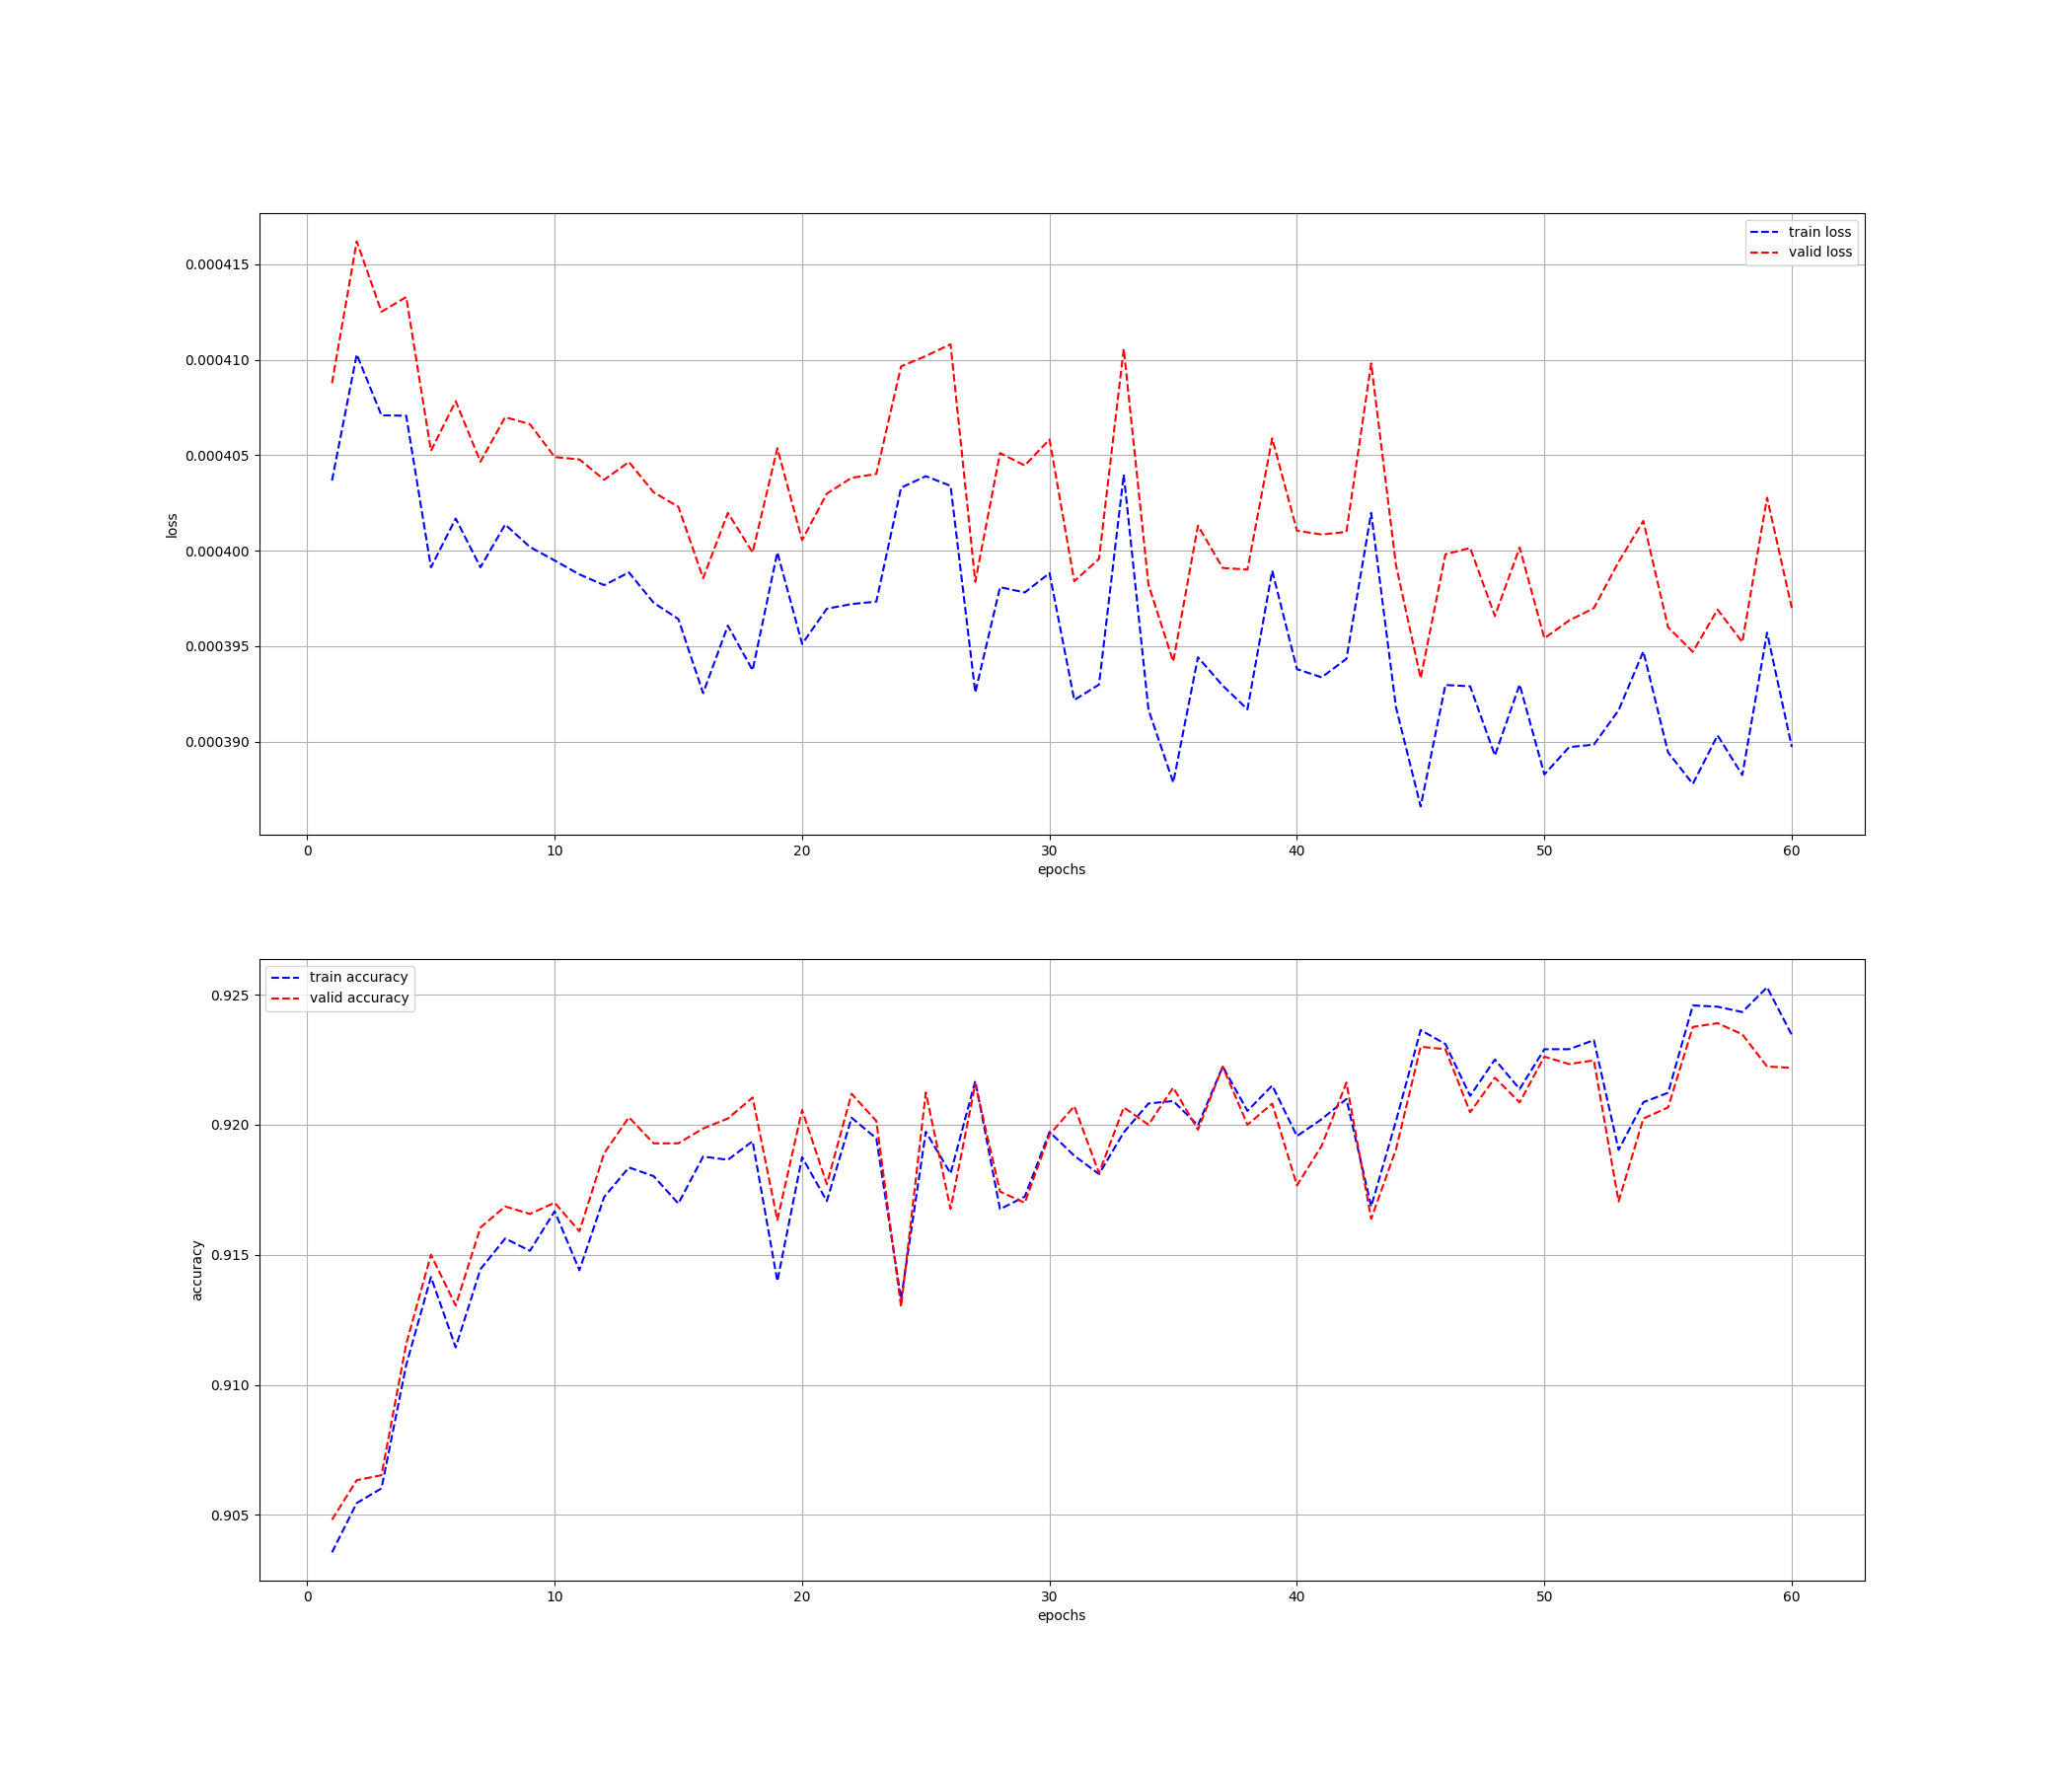 train loss
valid loss
0.000415
0.000410
0.000405
0.000400
0.000395
0.000390
loss
0 10 20 30 40 50 60
epochs
train accuracy
valid accuracy
0.925
0.920
0.915
0.910
0.905
accuracy
0 10 20 30 40 50 60
epochs